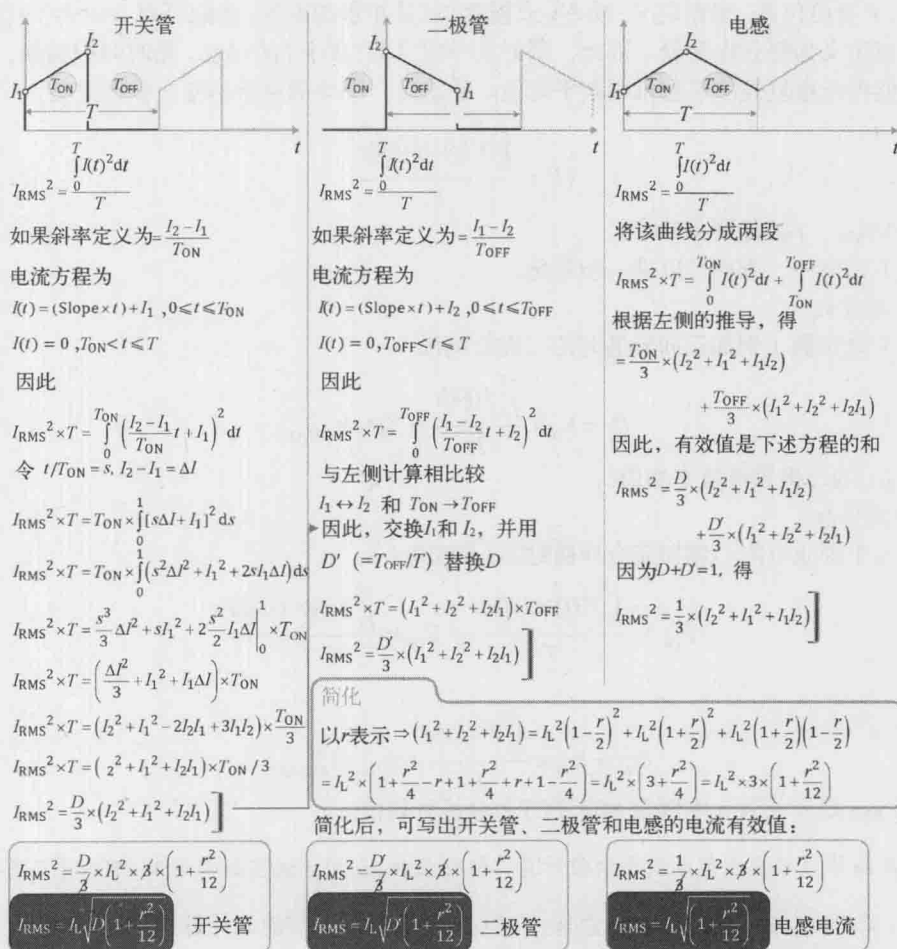 开关管
I₂
I₁
T_ON
T_OFF
T
t
I_RMS² = ∫₀ᵀ I(t)²dt / T
如果斜率定义为= (I₂−I₁)/T_ON
电流方程为
I(t)=(Slope×t)+I₁ ,0≤t≤T_ON
I(t)=0 ,T_ON<t≤T
因此
I_RMS²×T= ∫₀^T_ON ((I₂−I₁)/T_ON t+I₁)² dt
令 t/T_ON=s, I₂−I₁=ΔI
I_RMS²×T=T_ON×∫₀¹[sΔI+I₁]² ds
I_RMS²×T=T_ON×∫₀¹(s²ΔI²+I₁²+2sI₁ΔI)ds
I_RMS²×T= s³/3 ΔI²+sI₁²+2 s²/2 I₁ΔI |₀¹ ×T_ON
I_RMS²×T=(ΔI²/3+I₁²+I₁ΔI)×T_ON
I_RMS²×T=(I₂²+I₁²−2I₂I₁+3I₁I₂)×T_ON/3
I_RMS²×T=( ₂²+I₁²+I₂I₁)×T_ON/3
I_RMS²= D/3 ×(I₂²+I₁²+I₂I₁)
二极管
I₂
I₁
T_ON
T_OFF
T
t
I_RMS² = ∫₀ᵀ I(t)²dt / T
如果斜率定义为= (I₁−I₂)/T_OFF
电流方程为
I(t)=(Slope×t)+I₂ ,0≤t≤T_OFF
I(t)=0,T_OFF<t≤T
因此
I_RMS²×T= ∫₀^T_OFF ((I₁−I₂)/T_OFF t+I₂)² dt
与左侧计算相比较
I₁↔I₂ 和 T_ON→T_OFF
因此，交换I₁和 I₂，并用
D′ (=T_OFF/T) 替换D
I_RMS²×T=(I₁²+I₂²+I₂I₁)×T_OFF
I_RMS²= D′/3 ×(I₁²+I₂²+I₂I₁)
电感
I₂
I₁
T_ON
T_OFF
T
t
I_RMS² = ∫₀ᵀ I(t)²dt / T
将该曲线分成两段
I_RMS²×T= ∫₀^T_ON I(t)²dt + ∫_T_ON^T_OFF I(t)²dt
根据左侧的推导，得
= T_ON/3 ×(I₂²+I₁²+I₁I₂)
+ T_OFF/3 ×(I₁²+I₂²+I₂I₁)
因此，有效值是下述方程的和
I_RMS²= D/3 ×(I₂²+I₁²+I₁I₂)
+ D′/3 ×(I₁²+I₂²+I₂I₁)
因为D+D′=1, 得
I_RMS²= 1/3 ×(I₂²+I₁²+I₁I₂)
简化
以r表示⇒(I₁²+I₂²+I₂I₁)=I_L²(1−r/2)²+I_L²(1+r/2)²+I_L²(1+r/2)(1−r/2)
=I_L²×(1+r²/4−r+1+r²/4+r+1−r²/4)=I_L²×(3+r²/4)=I_L²×3×(1+r²/12)
简化后，可写出开关管、二极管和电感的电流有效值：
I_RMS²= D/3 ×I_L²×3×(1+r²/12)
I_RMS=I_L√(D(1+r²/12)) 开关管
I_RMS²= D′/3 ×I_L²×3×(1+r²/12)
I_RMS=I_L√(D′(1+r²/12)) 二极管
I_RMS²= 1/3 ×I_L²×3×(1+r²/12)
I_RMS=I_L√(1+r²/12) 电感电流